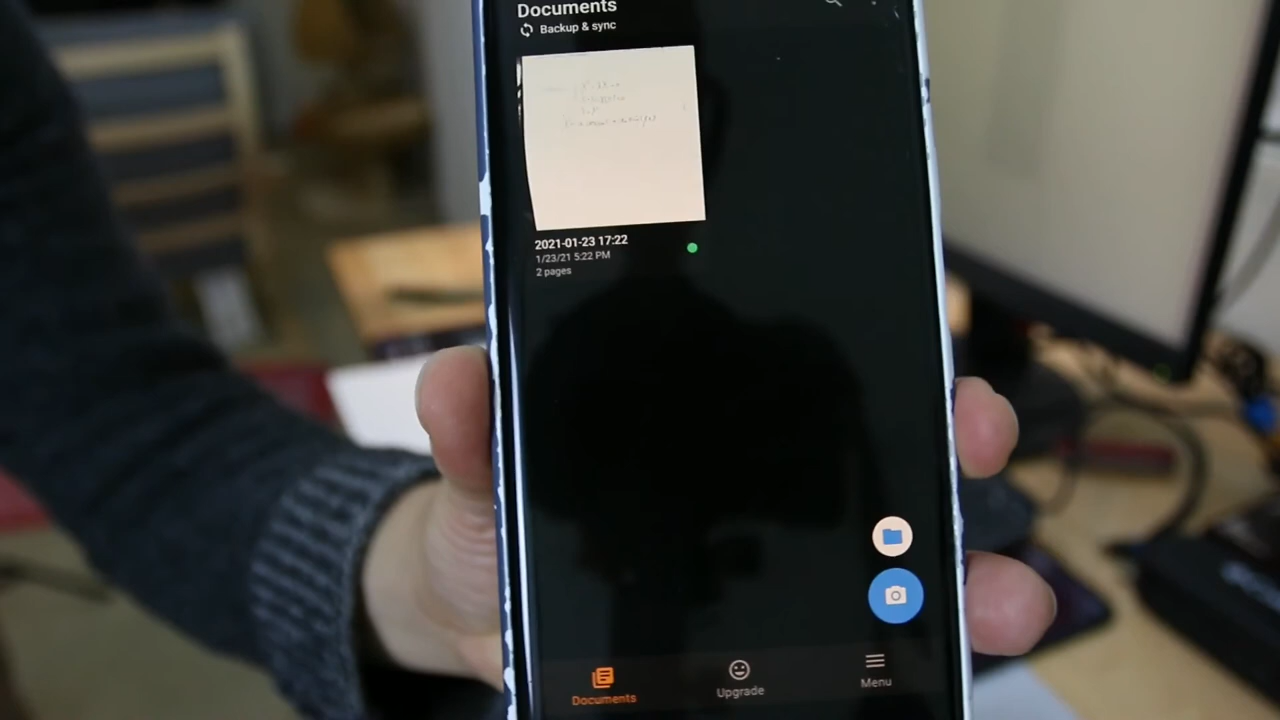 Documents
Backup & sync
2021-01-23 17:22
1/23/21 5:22 PM
2 pages
Documents
Upgrade
Menu